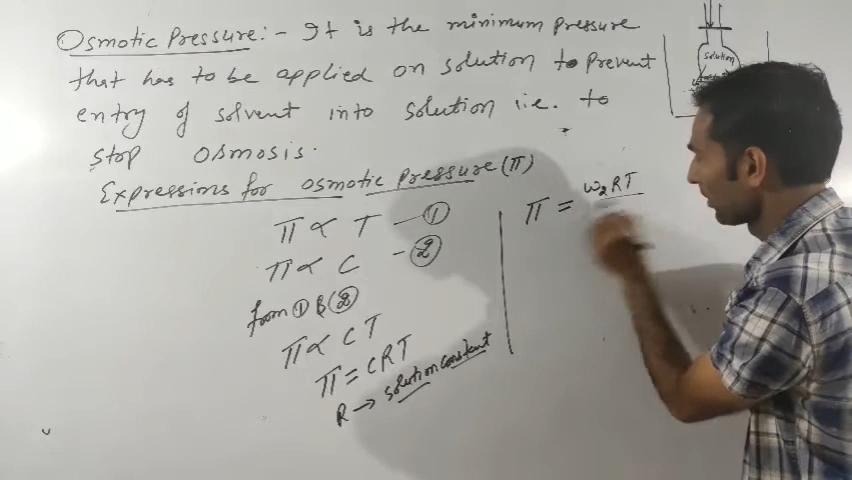 Osmotic Pressure:- It is the minimum pressure
that has to be applied on solution to prevent
entry of solvent into solution i.e. to
stop osmosis.
Expressions for osmotic pressure (π)
π ∝ T — ①
π ∝ C - ②
from ① & ②
π ∝ CT
π = CRT
R → solution constant
π = w₂RT
solution